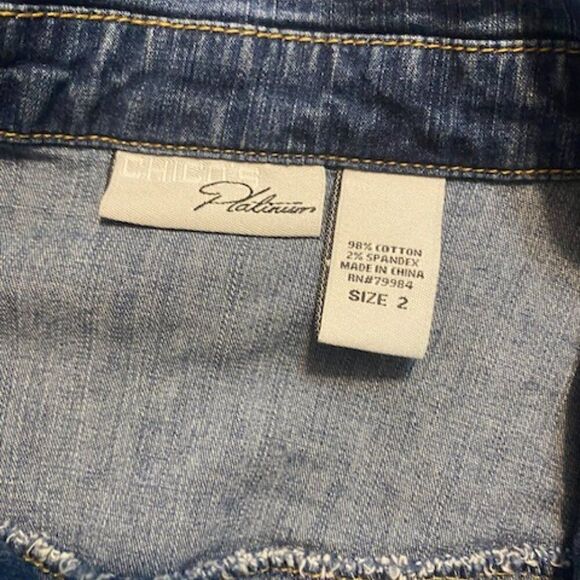 CHICO'S
Platinum
98% COTTON
2% SPANDEX
MADE IN CHINA
RN#79984
SIZE 2